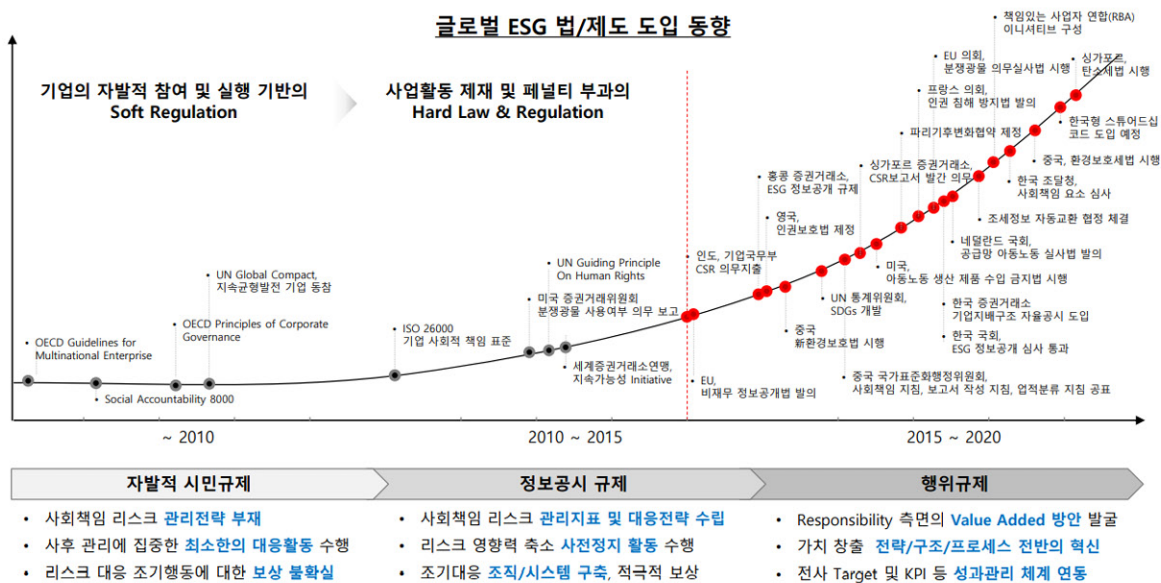 글로벌 ESG 법/제도 도입 동향
기업의 자발적 참여 및 실행 기반의
Soft Regulation
사업활동 제재 및 페널티 부과의
Hard Law & Regulation
OECD Guidelines for
Multinational Enterprise
Social Accountability 8000
OECD Principles of Corporate
Governance
UN Global Compact,
지속균형발전 기업 동참
ISO 26000
기업 사회적 책임 표준
미국 증권거래위원회
분쟁광물 사용여부 의무 보고
UN Guiding Principle
On Human Rights
세계증권거래소연맹,
지속가능성 Initiative
인도, 기업국무부
CSR 의무지출
EU,
비재무 정보공개법 발의
홍콩 증권거래소,
ESG 정보공개 규제
영국,
인권보호법 제정
중국
新환경보호법 시행
UN 통계위원회,
SDGs 개발
중국 국가표준화행정위원회,
사회책임 지침, 보고서 작성 지침, 업적분류 지침 공표
싱가포르 증권거래소,
CSR보고서 발간 의무
미국,
아동노동 생산 제품 수입 금지법 시행
파리기후변화협약 제정
프랑스 의회,
인권 침해 방지법 발의
EU 의회,
분쟁광물 의무실사법 시행
한국 증권거래소
기업지배구조 자율공시 도입
한국 국회,
ESG 정보공개 심사 통과
네덜란드 국회,
공급망 아동노동 실사법 발의
조세정보 자동교환 협정 체결
책임있는 사업자 연합(RBA)
이니셔티브 구성
한국 조달청,
사회책임 요소 심사
중국, 환경보호세법 시행
한국형 스튜어드십
코드 도입 예정
싱가포르,
탄소세법 시행
~ 2010
2010 ~ 2015
2015 ~ 2020
자발적 시민규제
• 사회책임 리스크 관리전략 부재
• 사후 관리에 집중한 최소한의 대응활동 수행
• 리스크 대응 조기행동에 대한 보상 불확실
정보공시 규제
• 사회책임 리스크 관리지표 및 대응전략 수립
• 리스크 영향력 축소 사전정지 활동 수행
• 조기대응 조직/시스템 구축, 적극적 보상
행위규제
• Responsibility 측면의 Value Added 방안 발굴
• 가치 창출 전략/구조/프로세스 전반의 혁신
• 전사 Target 및 KPI 등 성과관리 체계 연동